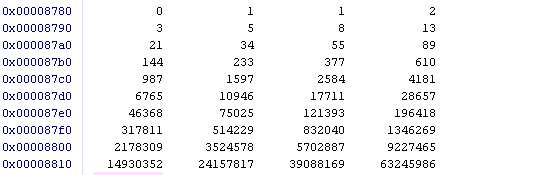 0x00008780 0 1 1 2
0x00008790 3 5 8 13
0x000087a0 21 34 55 89
0x000087b0 144 233 377 610
0x000087c0 987 1597 2584 4181
0x000087d0 6765 10946 17711 28657
0x000087e0 46368 75025 121393 196418
0x000087f0 317811 514229 832040 1346269
0x00008800 2178309 3524578 5702887 9227465
0x00008810 14930352 24157817 39088169 63245986